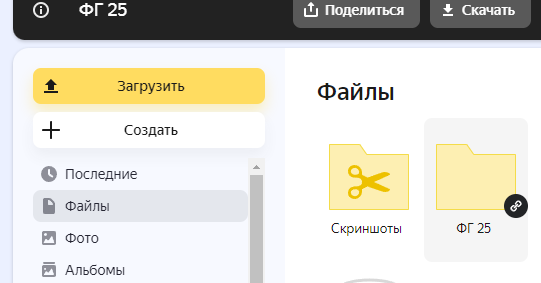 ФГ 25
Поделиться
Скачать
Загрузить
Создать
Последние
Файлы
Фото
Альбомы
Файлы
Скриншоты
ФГ 25